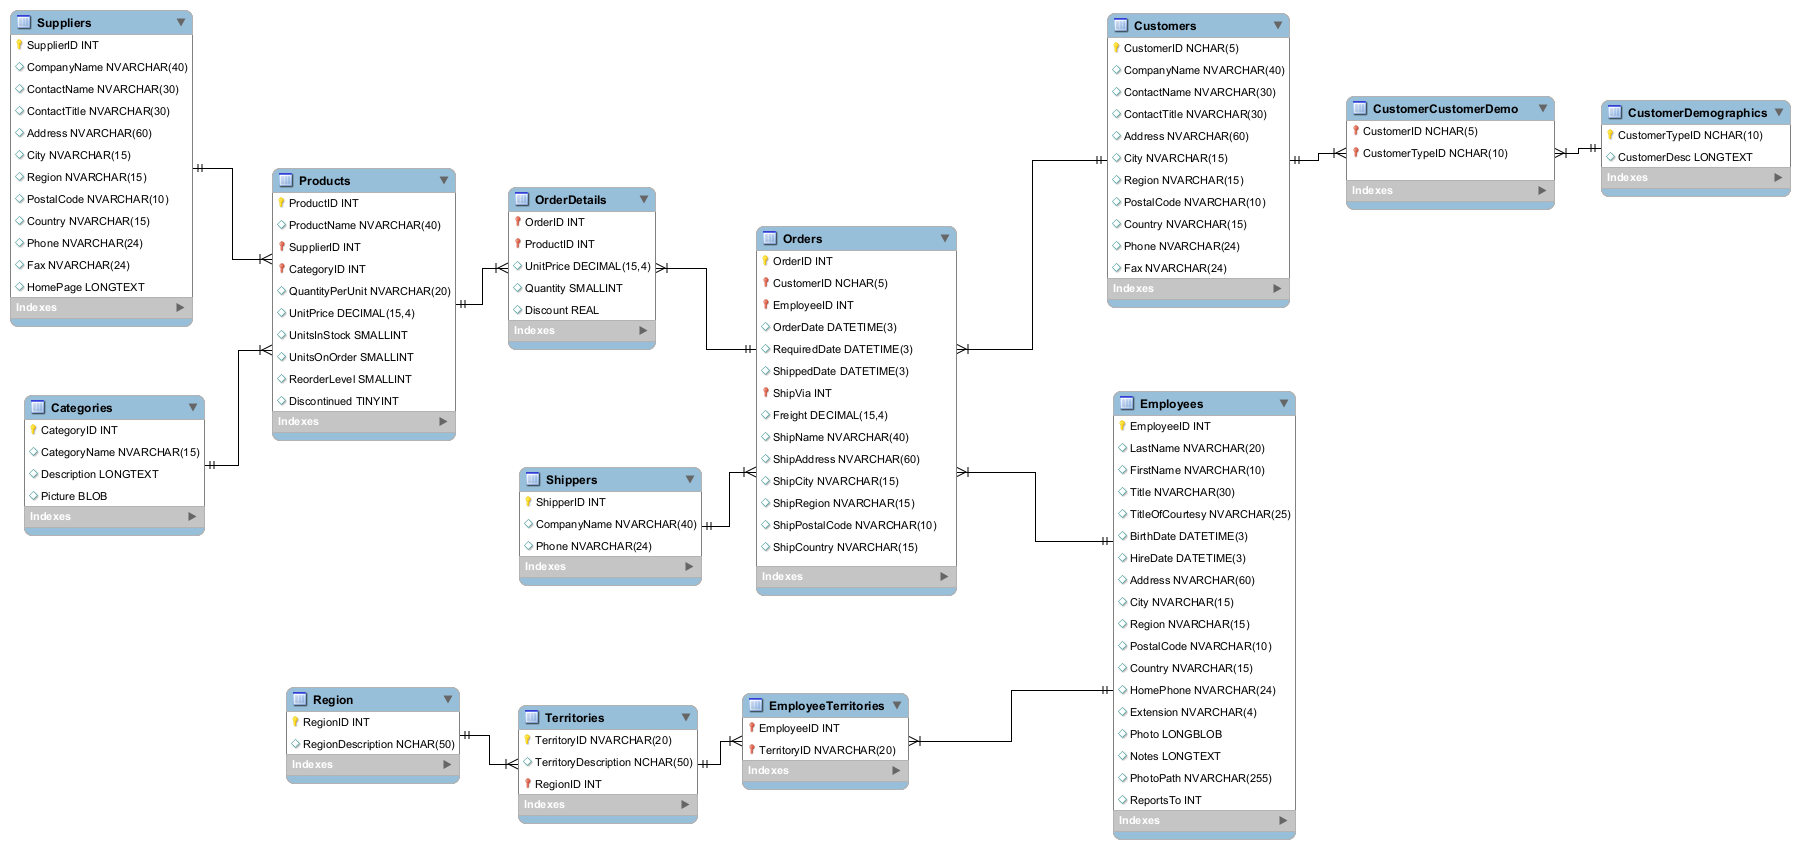 Suppliers
SupplierID INT
CompanyName NVARCHAR(40)
ContactName NVARCHAR(30)
ContactTitle NVARCHAR(30)
Address NVARCHAR(60)
City NVARCHAR(15)
Region NVARCHAR(15)
PostalCode NVARCHAR(10)
Country NVARCHAR(15)
Phone NVARCHAR(24)
Fax NVARCHAR(24)
HomePage LONGTEXT
Indexes
Categories
CategoryID INT
CategoryName NVARCHAR(15)
Description LONGTEXT
Picture BLOB
Indexes
Products
ProductID INT
ProductName NVARCHAR(40)
SupplierID INT
CategoryID INT
QuantityPerUnit NVARCHAR(20)
UnitPrice DECIMAL(15,4)
UnitsInStock SMALLINT
UnitsOnOrder SMALLINT
ReorderLevel SMALLINT
Discontinued TINYINT
Indexes
OrderDetails
OrderID INT
ProductID INT
UnitPrice DECIMAL(15,4)
Quantity SMALLINT
Discount REAL
Indexes
Shippers
ShipperID INT
CompanyName NVARCHAR(40)
Phone NVARCHAR(24)
Indexes
Orders
OrderID INT
CustomerID NCHAR(5)
EmployeeID INT
OrderDate DATETIME(3)
RequiredDate DATETIME(3)
ShippedDate DATETIME(3)
ShipVia INT
Freight DECIMAL(15,4)
ShipName NVARCHAR(40)
ShipAddress NVARCHAR(60)
ShipCity NVARCHAR(15)
ShipRegion NVARCHAR(15)
ShipPostalCode NVARCHAR(10)
ShipCountry NVARCHAR(15)
Indexes
Customers
CustomerID NCHAR(5)
CompanyName NVARCHAR(40)
ContactName NVARCHAR(30)
ContactTitle NVARCHAR(30)
Address NVARCHAR(60)
City NVARCHAR(15)
Region NVARCHAR(15)
PostalCode NVARCHAR(10)
Country NVARCHAR(15)
Phone NVARCHAR(24)
Fax NVARCHAR(24)
Indexes
CustomerCustomerDemo
CustomerID NCHAR(5)
CustomerTypeID NCHAR(10)
Indexes
CustomerDemographics
CustomerTypeID NCHAR(10)
CustomerDesc LONGTEXT
Indexes
Employees
EmployeeID INT
LastName NVARCHAR(20)
FirstName NVARCHAR(10)
Title NVARCHAR(30)
TitleOfCourtesy NVARCHAR(25)
BirthDate DATETIME(3)
HireDate DATETIME(3)
Address NVARCHAR(60)
City NVARCHAR(15)
Region NVARCHAR(15)
PostalCode NVARCHAR(10)
Country NVARCHAR(15)
HomePhone NVARCHAR(24)
Extension NVARCHAR(4)
Photo LONGBLOB
Notes LONGTEXT
PhotoPath NVARCHAR(255)
ReportsTo INT
Indexes
Region
RegionID INT
RegionDescription NCHAR(50)
Indexes
Territories
TerritoryID NVARCHAR(20)
TerritoryDescription NCHAR(50)
RegionID INT
Indexes
EmployeeTerritories
EmployeeID INT
TerritoryID NVARCHAR(20)
Indexes